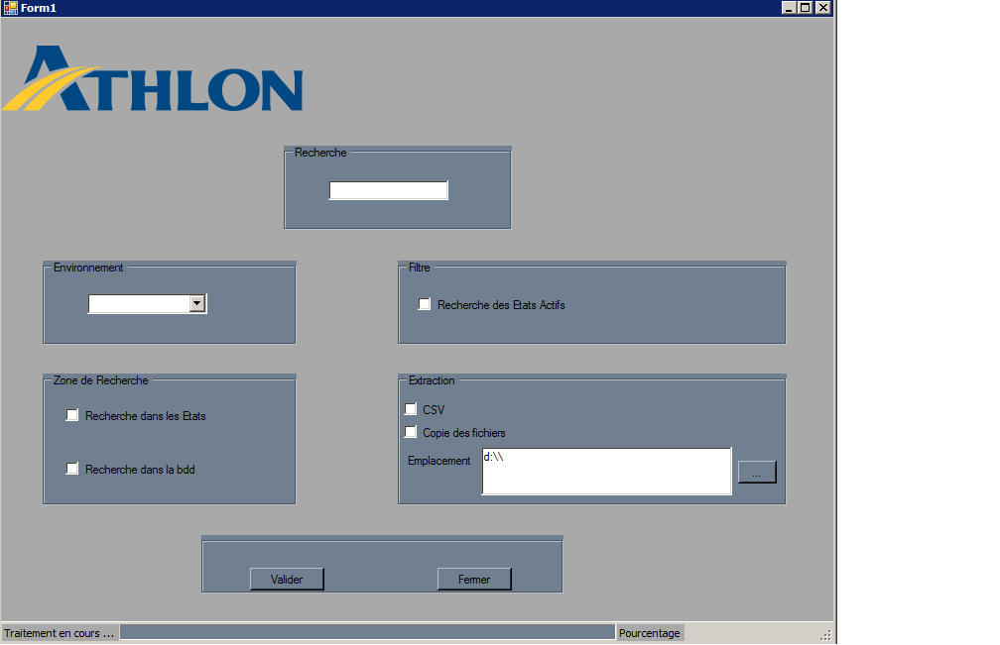 Form1
ATHLON
Recherche
Environnement
Filtre
Recherche des Etats Actifs
Zone de Recherche
Recherche dans les Etats
Recherche dans la bdd
Extraction
CSV
Copie des fichiers
Emplacement
d:\\
...
Valider
Fermer
Traitement en cours ...
Pourcentage